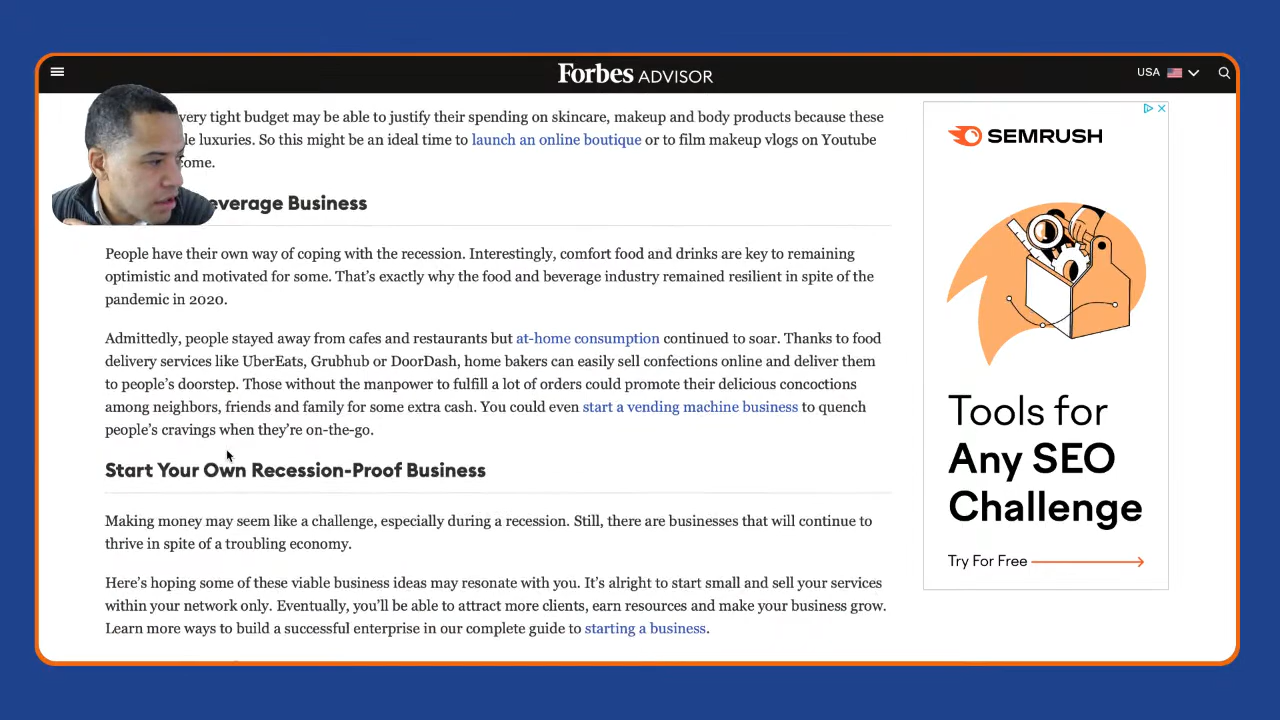 Forbes ADVISOR
USA
very tight budget may be able to justify their spending on skincare, makeup and body products because these
luxuries. So this might be an ideal time to launch an online boutique or to film makeup vlogs on Youtube
everage Business
People have their own way of coping with the recession. Interestingly, comfort food and drinks are key to remaining
optimistic and motivated for some. That’s exactly why the food and beverage industry remained resilient in spite of the
pandemic in 2020.
Admittedly, people stayed away from cafes and restaurants but at-home consumption continued to soar. Thanks to food
delivery services like UberEats, Grubhub or DoorDash, home bakers can easily sell confections online and deliver them
to people’s doorstep. Those without the manpower to fulfill a lot of orders could promote their delicious concoctions
among neighbors, friends and family for some extra cash. You could even start a vending machine business to quench
people’s cravings when they’re on-the-go.
Start Your Own Recession-Proof Business
Making money may seem like a challenge, especially during a recession. Still, there are businesses that will continue to
thrive in spite of a troubling economy.
Here’s hoping some of these viable business ideas may resonate with you. It’s alright to start small and sell your services
within your network only. Eventually, you’ll be able to attract more clients, earn resources and make your business grow.
Learn more ways to build a successful enterprise in our complete guide to starting a business.
SEMRUSH
Tools for
Any SEO
Challenge
Try For Free